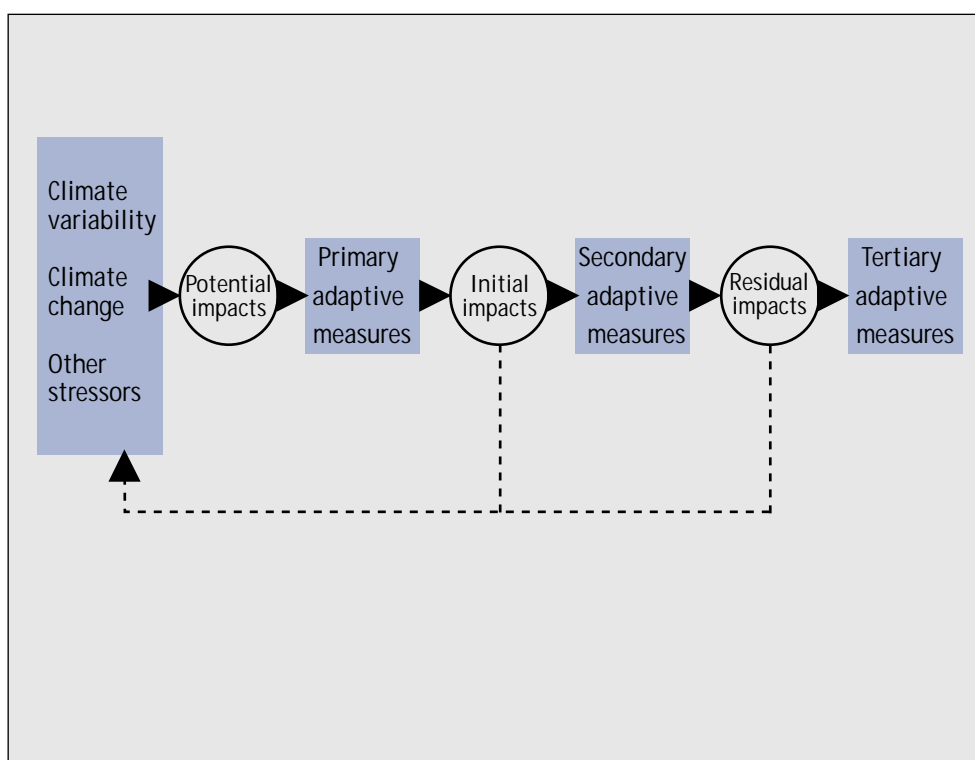 Climate
variability
Climate
change
Other
stressors
Potential
impacts
Primary
adaptive
measures
Initial
impacts
Secondary
adaptive
measures
Residual
impacts
Tertiary
adaptive
measures